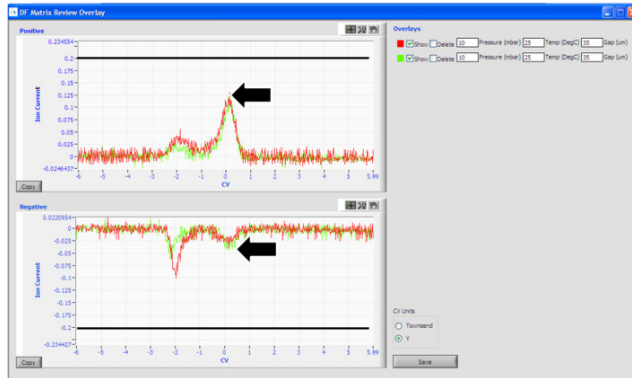 DF Matrix Review Overlay
Positive
Overlays
Show Delete 10 Pressure (mbar) 25 Temp (DegC) 35 Gap (um)
Show Delete 10 Pressure (mbar) 25 Temp (DegC) 35 Gap (um)
0.234554
0.2
0.175
0.15
0.125
0.1
0.075
0.05
0.025
0
-0.0246437
Ion Current
-6 -5 -4 -3 -2 -1 0 1 2 3 4 5 5.99
CV
Copy
Negative
0.0220954
0
-0.025
-0.05
-0.075
-0.1
-0.125
-0.15
-0.175
-0.2
-0.234427
Ion Current
-6 -5 -4 -3 -2 -1 0 1 2 3 4 5 5.99
CV
Copy
CV Units
Townsend
V
Save